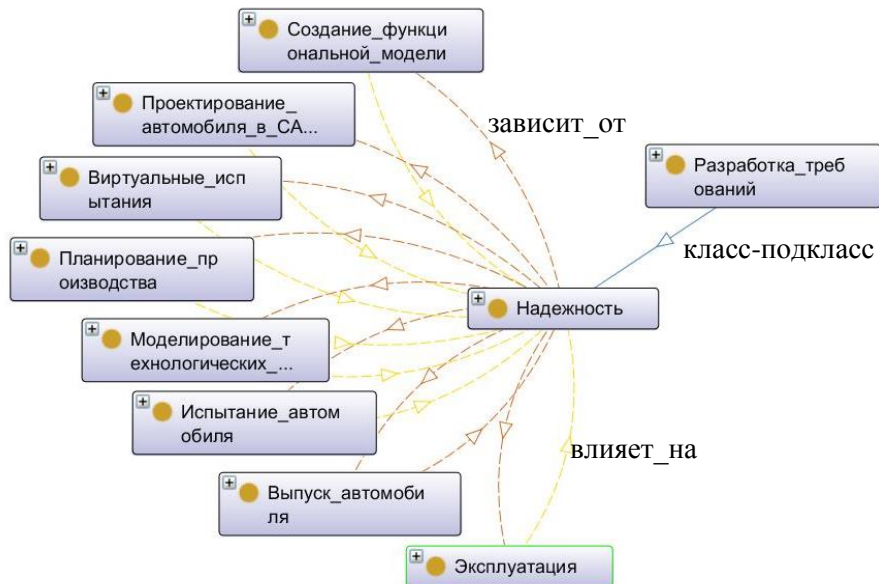 Создание_функци
ональной_модели
Проектирование_
автомобиля_в_СА...
зависит_от
Виртуальные_исп
ытания
Разработка_треб
ований
Планирование_пр
оизводства
класс-подкласс
Надежность
Моделирование_т
ехнологических_...
Испытание_автом
обиля
влияет_на
Выпуск_автомоби
ля
Эксплуатация